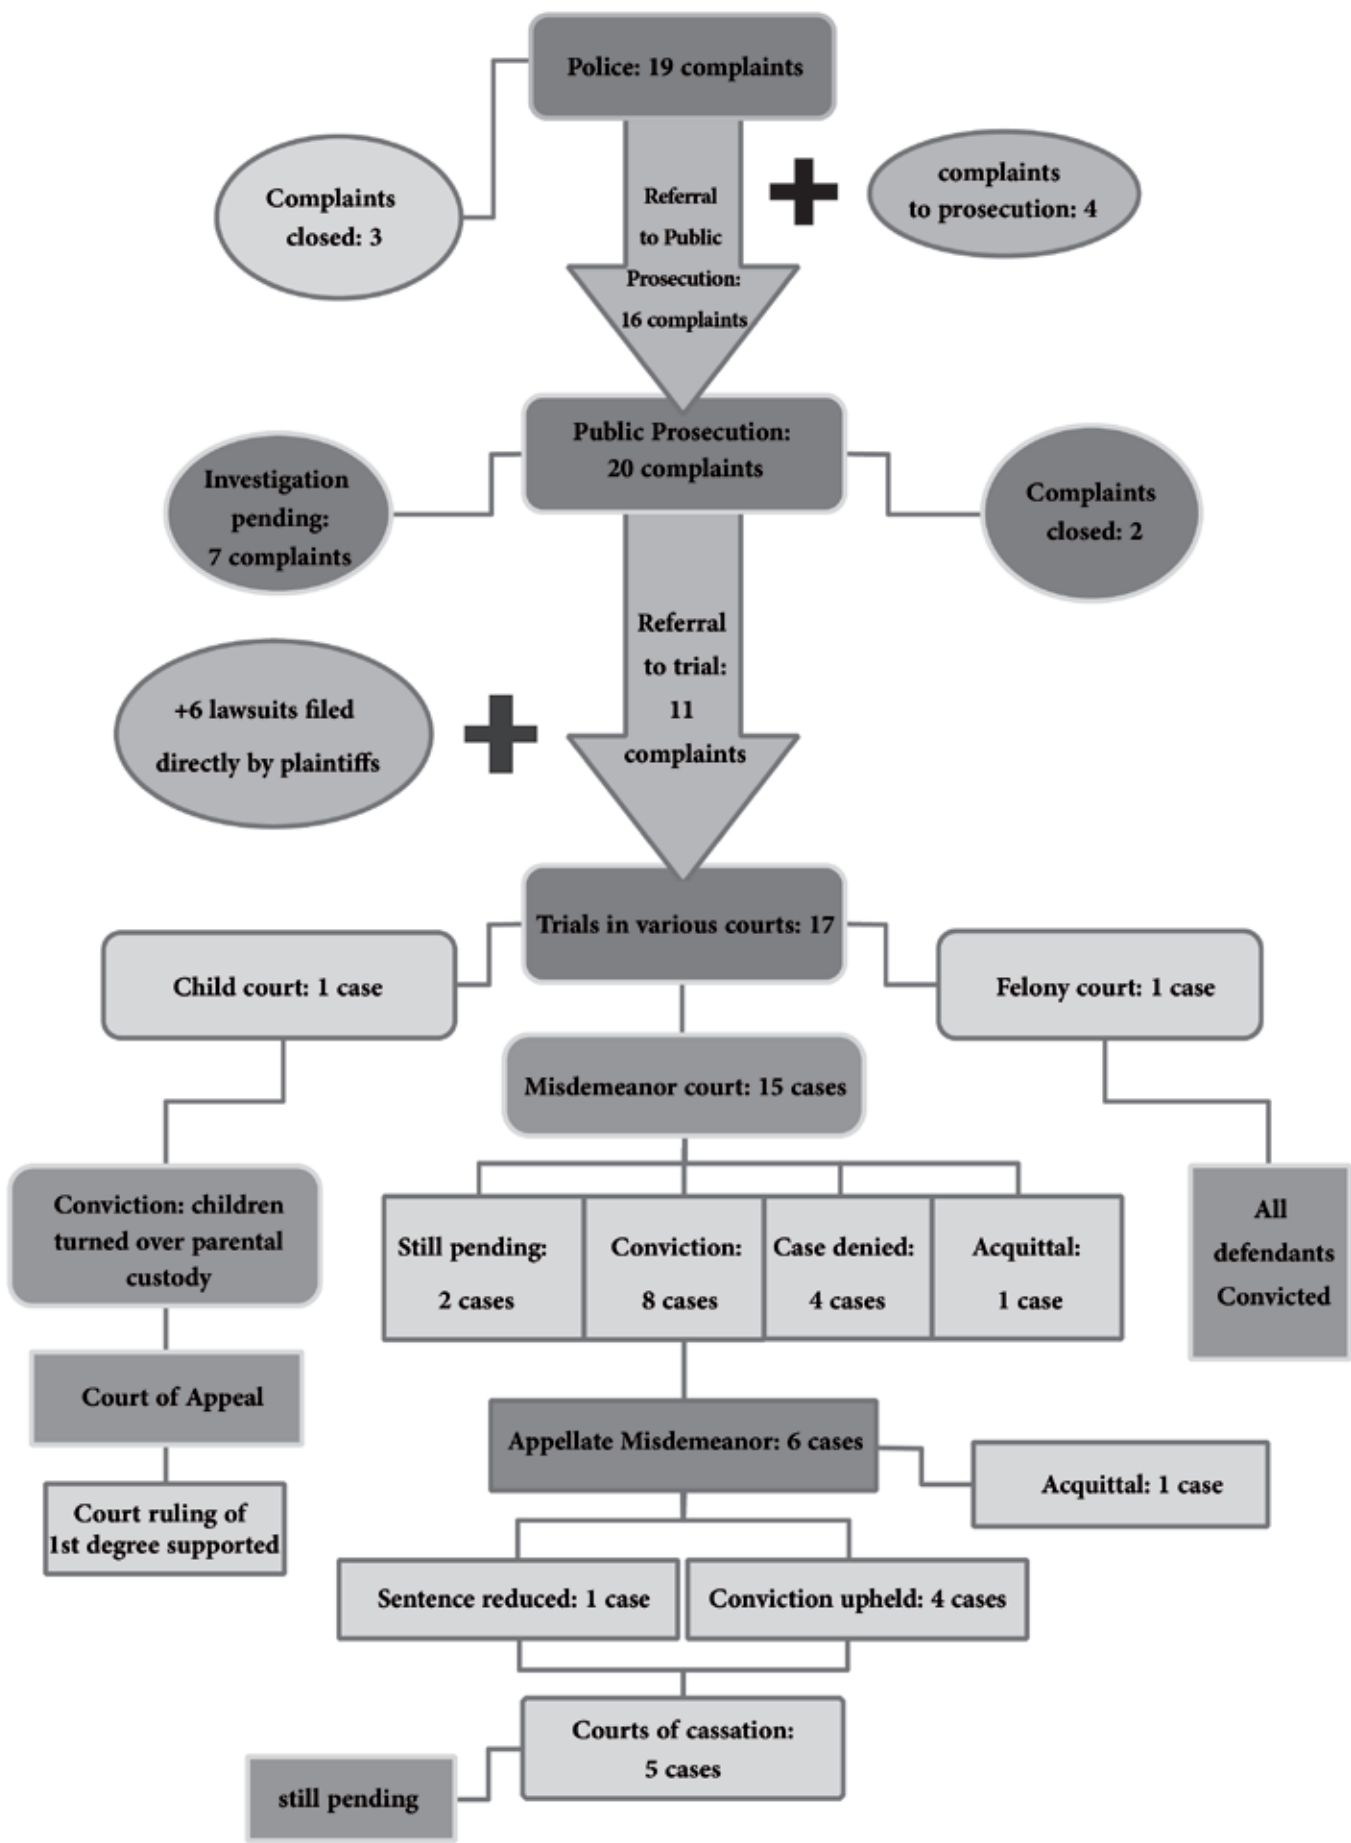 Police: 19 complaints
Complaints
closed: 3
Referral
to Public
Prosecution:
16 complaints
complaints
to prosecution: 4
Public Prosecution:
20 complaints
Investigation
pending:
7 complaints
Complaints
closed: 2
Referral
to trial:
11
complaints
+6 lawsuits filed
directly by plaintiffs
Trials in various courts: 17
Child court: 1 case
Felony court: 1 case
Misdemeanor court: 15 cases
Conviction: children
turned over parental
custody
Still pending:
2 cases
Conviction:
8 cases
Case denied:
4 cases
Acquittal:
1 case
All
defendants
Convicted
Court of Appeal
Appellate Misdemeanor: 6 cases
Acquittal: 1 case
Court ruling of
1st degree supported
Sentence reduced: 1 case
Conviction upheld: 4 cases
Courts of cassation:
5 cases
still pending